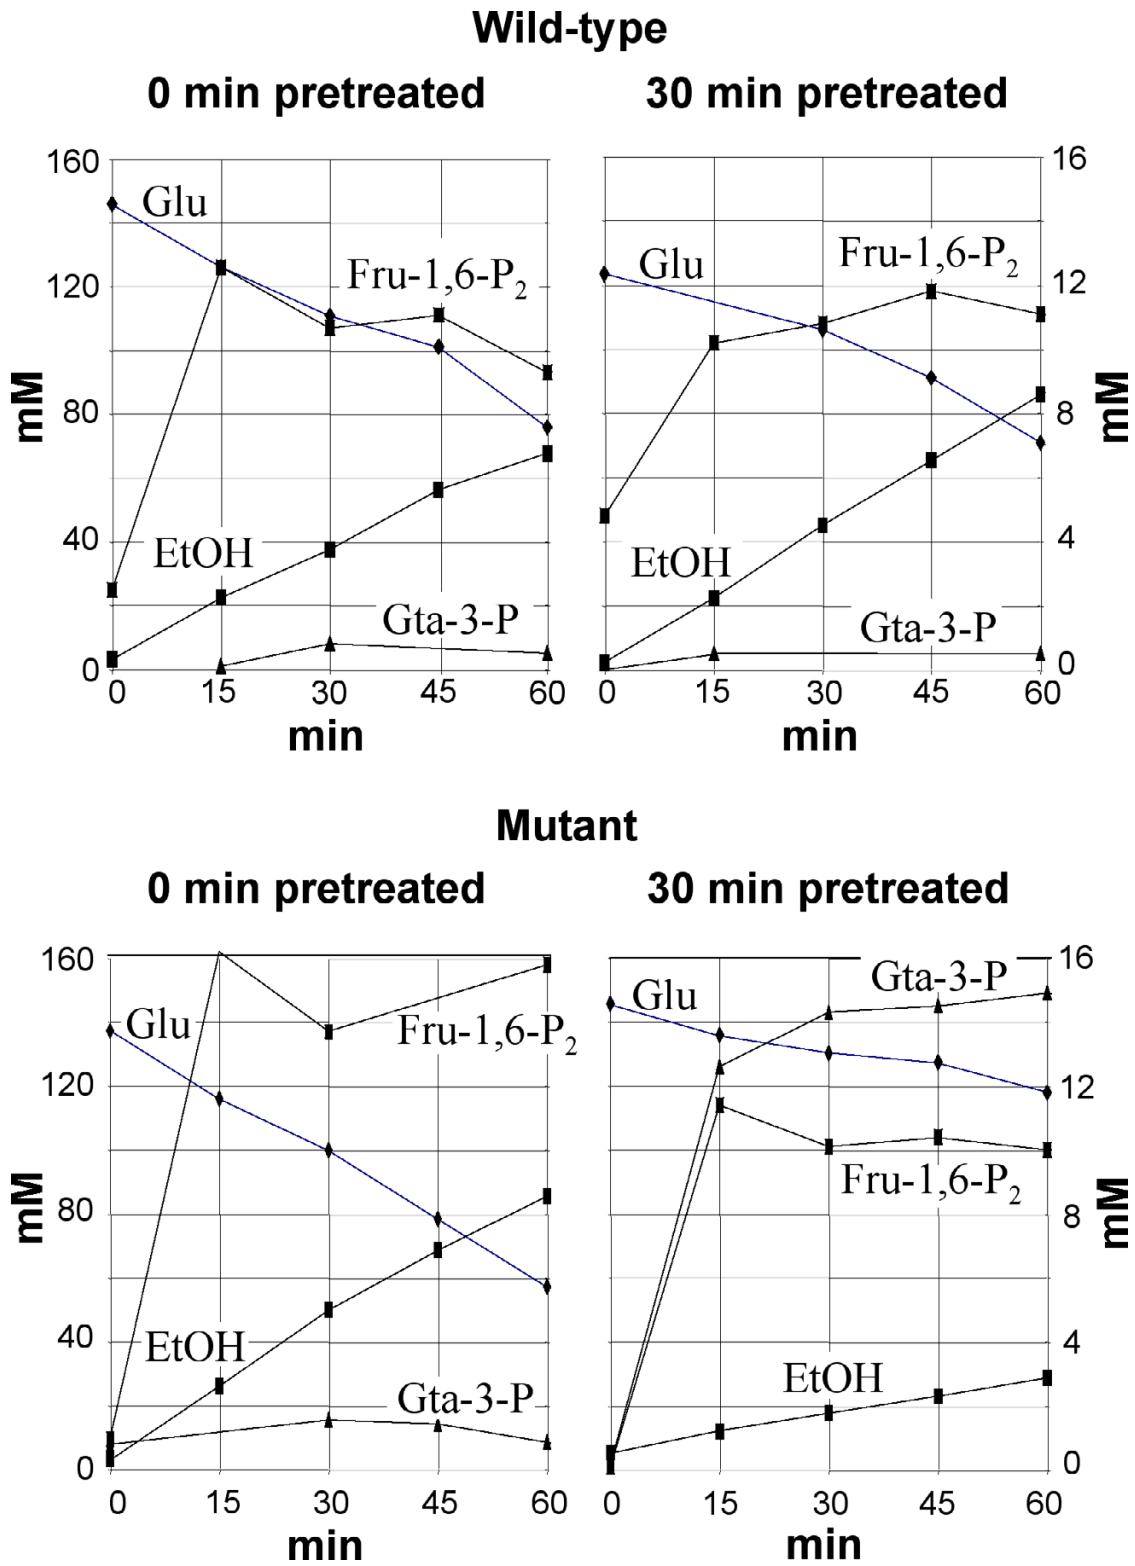 Wild-type
0 min pretreated
30 min pretreated
160
120
80
40
0
mM
Glu
Fru-1,6-P2
EtOH
Gta-3-P
0 15 30 45 60
min
Glu
Fru-1,6-P2
EtOH
Gta-3-P
16
12
8
4
0
mM
0 15 30 45 60
min
Mutant
0 min pretreated
30 min pretreated
160
120
80
40
0
mM
Glu
Fru-1,6-P2
EtOH
Gta-3-P
0 15 30 45 60
min
Gta-3-P
Glu
Fru-1,6-P2
EtOH
16
12
8
4
0
mM
0 15 30 45 60
min